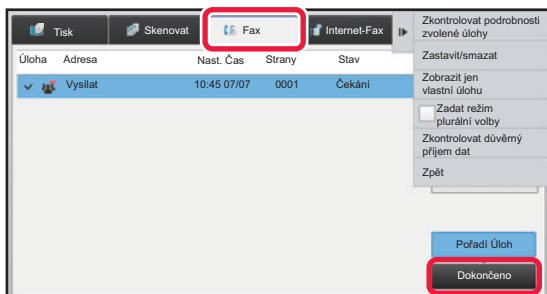 Tisk
Skenovat
Fax
Internet-Fax
Úloha Adresa Nast. Čas Strany Stav
Vysílat 10:45 07/07 0001 Čekání
Zkontrolovat podrobnosti
zvolené úlohy
Zastavit/smazat
Zobrazit jen
vlastní úlohu
Zadat režim
plurální volby
Zkontrolovat důvěrný
příjem dat
Zpět
Pořadí Úloh
Dokončeno